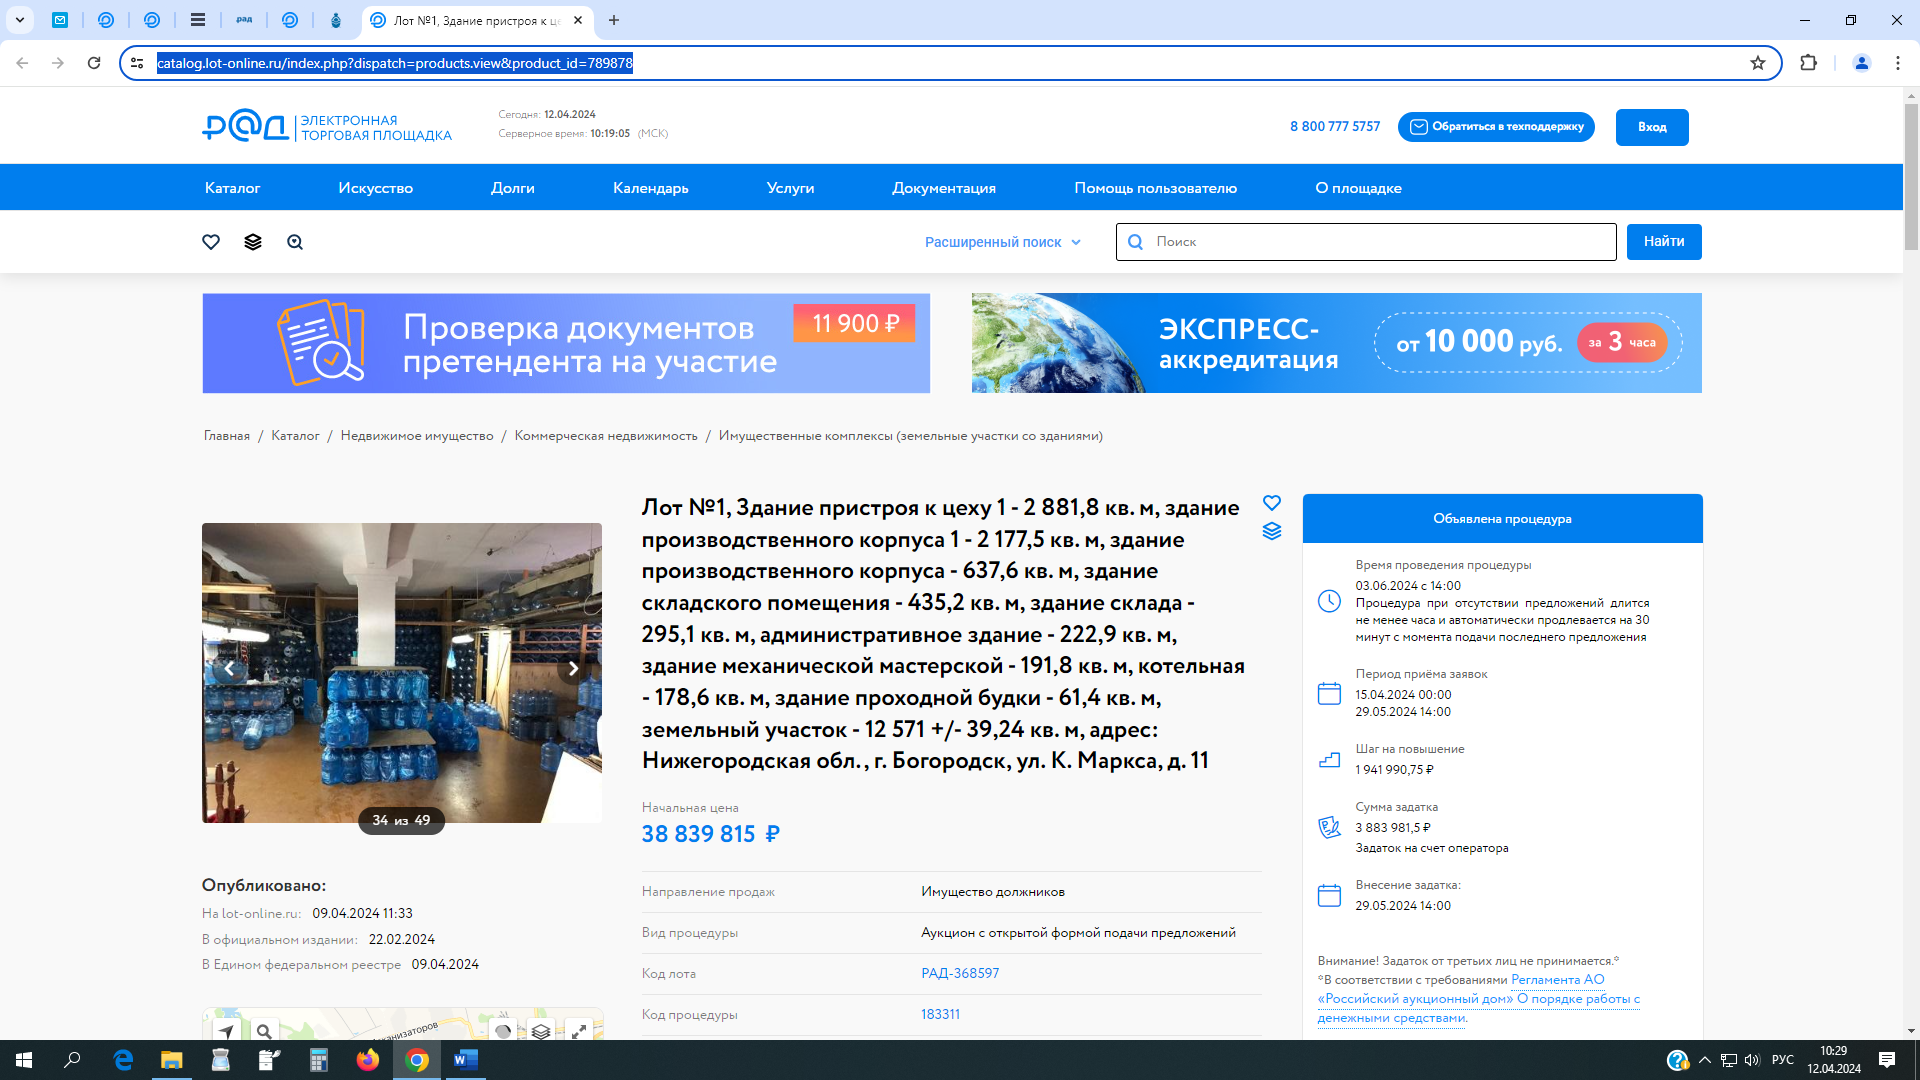 рад
Лот №1, Здание пристроя к це
catalog.lot-online.ru/index.php?dispatch=products.view&product_id=789878
РАД ЭЛЕКТРОННАЯ
ТОРГОВАЯ ПЛОЩАДКА
Сегодня: 12.04.2024
Серверное время: 10:19:05 (МСК)
8 800 777 5757
Обратиться в техподдержку
Вход
Каталог
Искусство
Долги
Календарь
Услуги
Документация
Помощь пользователю
О площадке
Расширенный поиск
Поиск
Найти
Проверка документов
претендента на участие
11 900 ₽
ЭКСПРЕСС-
аккредитация
от 10 000 руб.
за 3 часа
Главная / Каталог / Недвижимое имущество / Коммерческая недвижимость / Имущественные комплексы (земельные участки со зданиями)
34 из 49
Опубликовано:
На lot-online.ru: 09.04.2024 11:33
В официальном издании: 22.02.2024
В Едином федеральном реестре 09.04.2024
Лот №1, Здание пристроя к цеху 1 - 2 881,8 кв. м, здание
производственного корпуса 1 - 2 177,5 кв. м, здание
производственного корпуса - 637,6 кв. м, здание
складского помещения - 435,2 кв. м, здание склада -
295,1 кв. м, административное здание - 222,9 кв. м,
здание механической мастерской - 191,8 кв. м, котельная
- 178,6 кв. м, здание проходной будки - 61,4 кв. м,
земельный участок - 12 571 +/- 39,24 кв. м, адрес:
Нижегородская обл. , г. Богородск, ул. К. Маркса, д. 11
Начальная цена
38 839 815 ₽
Направление продаж Имущество должников
Вид процедуры Аукцион с открытой формой подачи предложений
Код лота РАД-368597
Код процедуры 183311
Объявлена процедура
Время проведения процедуры
03.06.2024 с 14:00
Процедура при отсутствии предложений длится
не менее часа и автоматически продлевается на 30
минут с момента подачи последнего предложения
Период приёма заявок
15.04.2024 00:00
29.05.2024 14:00
Шаг на повышение
1 941 990,75 ₽
Сумма задатка
3 883 981,5 ₽
Задаток на счет оператора
Внесение задатка:
29.05.2024 14:00
Внимание! Задаток от третьих лиц не принимается.*
*В соответствии с требованиями Регламента АО
«Российский аукционный дом» О порядке работы с
денежными средствами.
РУС
10:29
12.04.2024